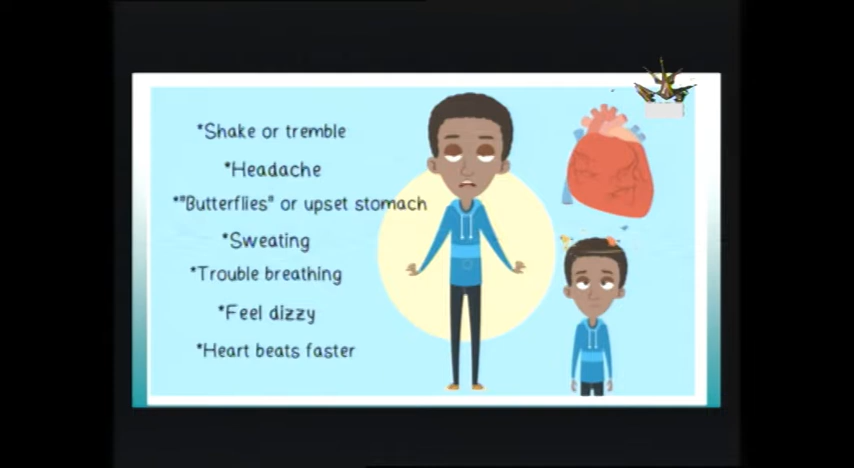 *Shake or tremble
*Headache
*"Butterflies" or upset stomach
*Sweating
*Trouble breathing
*Feel dizzy
*Heart beats faster